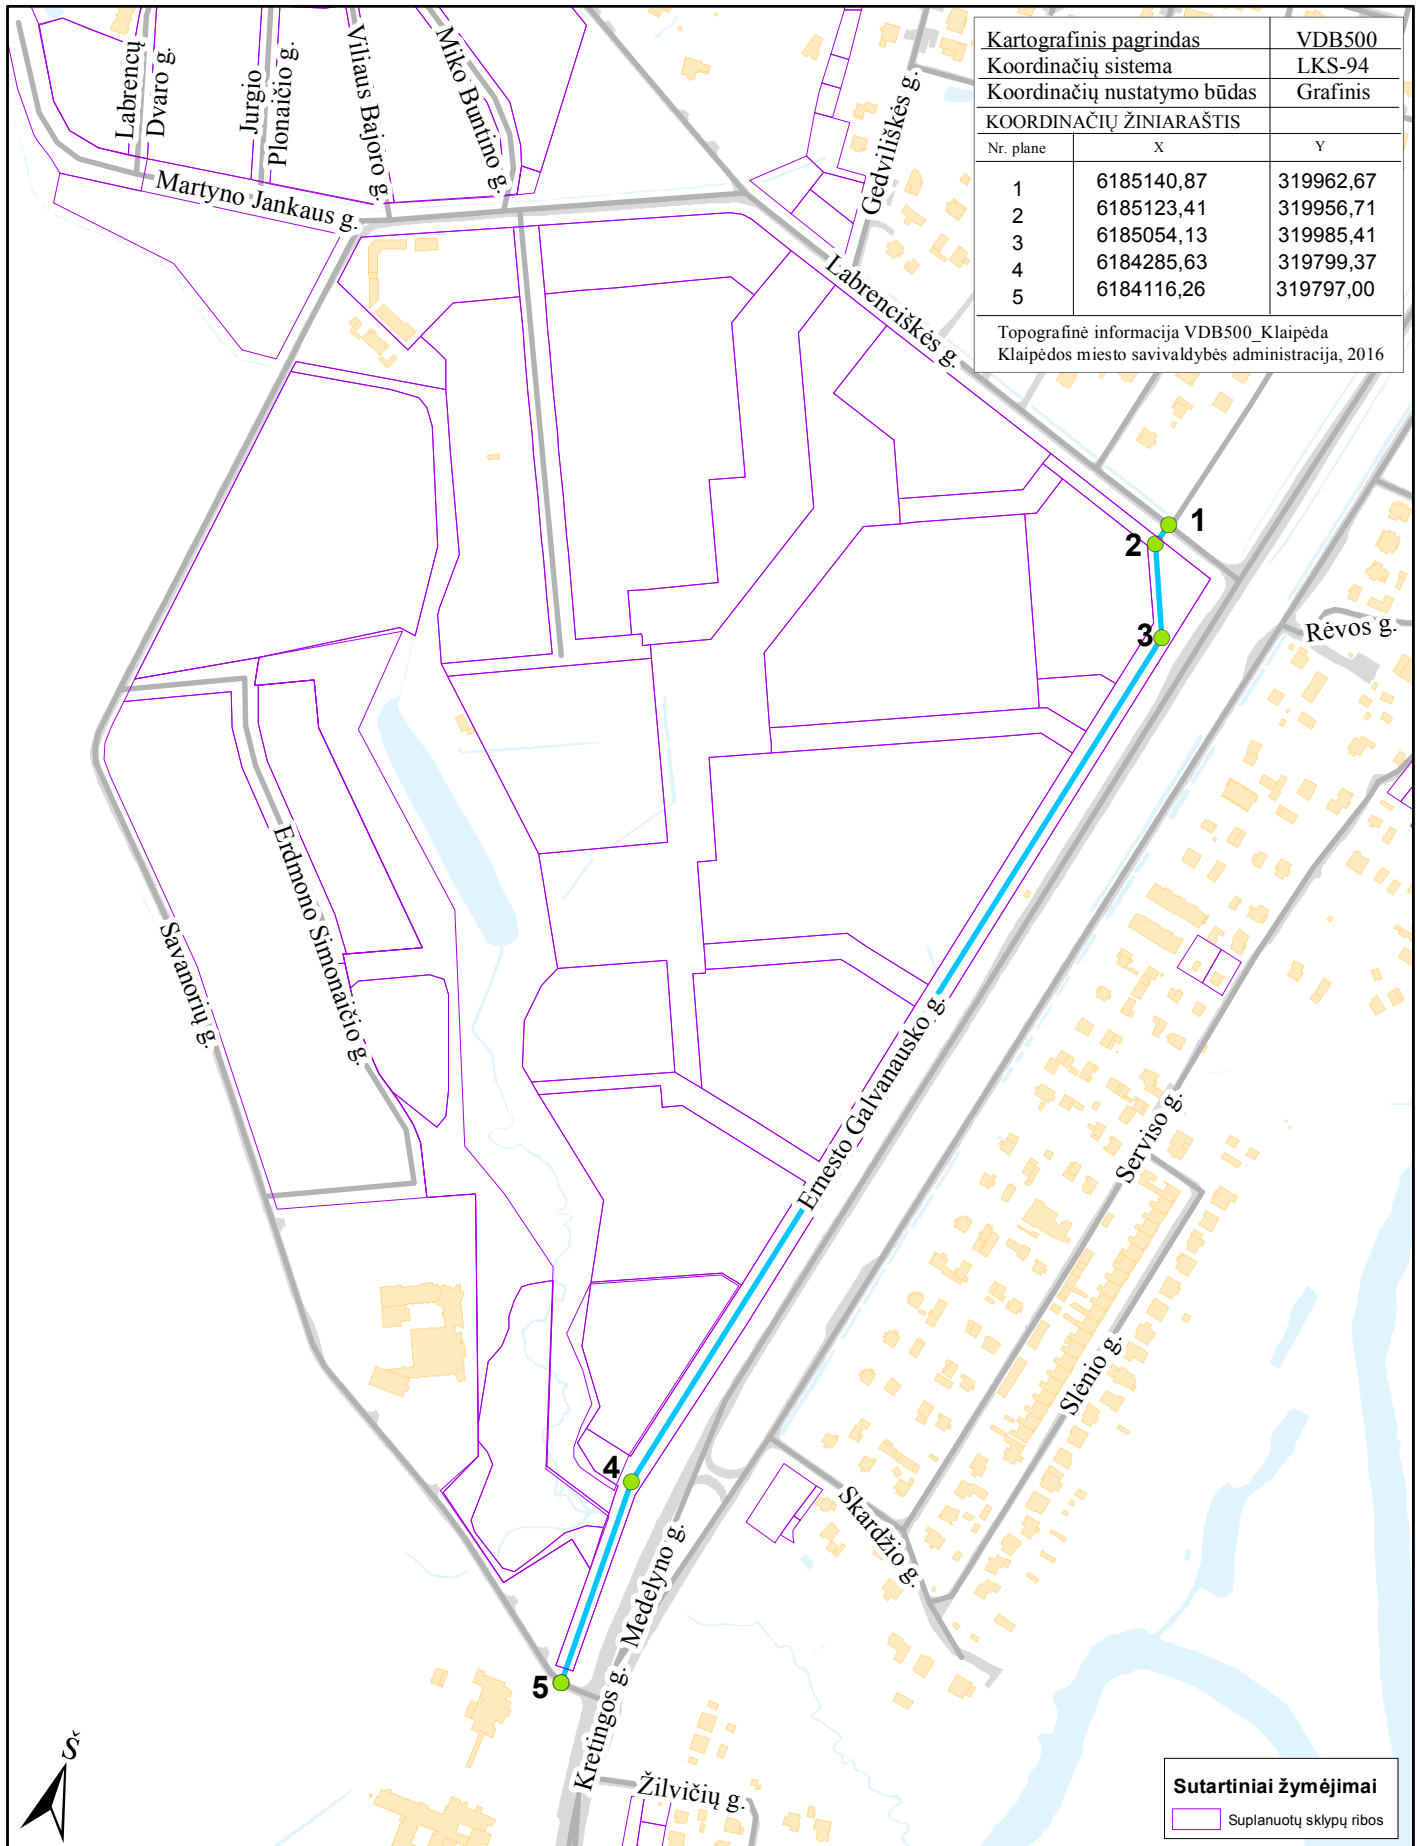 Kartografinis pagrindas VDB500
Koordinačių sistema LKS-94
Koordinačių nustatymo būdas Grafinis
KOORDINAČIŲ ŽINIARAŠTIS
Nr. plane X Y
1 6185140,87 319962,67
2 6185123,41 319956,71
3 6185054,13 319985,41
4 6184285,63 319799,37
5 6184116,26 319797,00
Topografinė informacija VDB500_Klaipėda
Klaipėdos miesto savivaldybės administracija, 2016
Labrencų
Dvaro g.
Jurgio
Plonaičio g.
Viliaus Bajoro g.
Miko Buntino g.
Gedviliškės g.
Martyno Jankaus g.
Labrenciškės g.
1
2
3
Rėvos g.
Erdmono Simonaičio g.
Savanorių g.
Ernesto Galvanausko g.
Serviso g.
Slėnio g.
4
Skardžio g.
Medelyno g.
5
Kretingos g.
Žilvičių g.
Š
Sutartiniai žymėjimai
Suplanuotų sklypų ribos